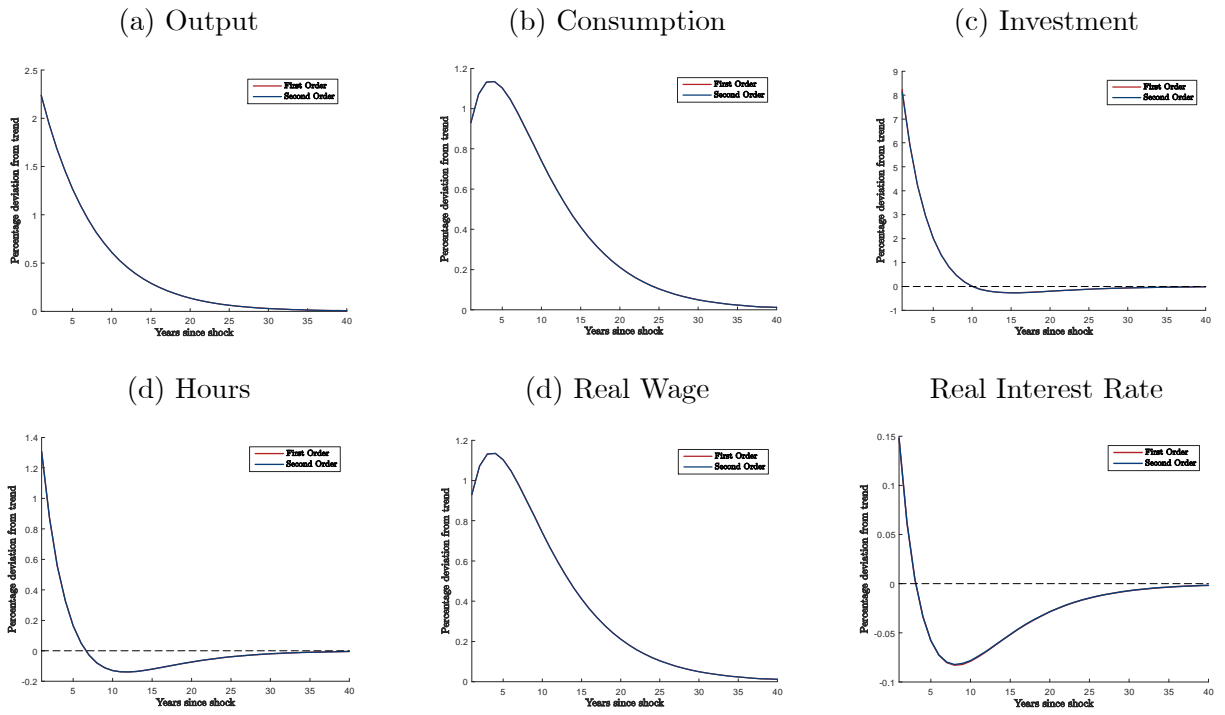 (a) Output
(b) Consumption
(c) Investment
Percentage deviation from trend
2.5
2
1.5
1
0.5
0
First Order
Second Order
5 10 15 20 25 30 35 40
Years since shock
Percentage deviation from trend
1.2
1
0.8
0.6
0.4
0.2
0
First Order
Second Order
5 10 15 20 25 30 35 40
Years since shock
Percentage deviation from trend
9
8
7
6
5
4
3
2
1
0
-1
First Order
Second Order
5 10 15 20 25 30 35 40
Years since shock
(d) Hours
(d) Real Wage
Real Interest Rate
Percentage deviation from trend
1.4
1.2
1
0.8
0.6
0.4
0.2
0
-0.2
First Order
Second Order
5 10 15 20 25 30 35 40
Years since shock
Percentage deviation from trend
1.2
1
0.8
0.6
0.4
0.2
0
First Order
Second Order
5 10 15 20 25 30 35 40
Years since shock
Percentage deviation from trend
0.15
0.1
0.05
0
-0.05
-0.1
First Order
Second Order
5 10 15 20 25 30 35 40
Years since shock